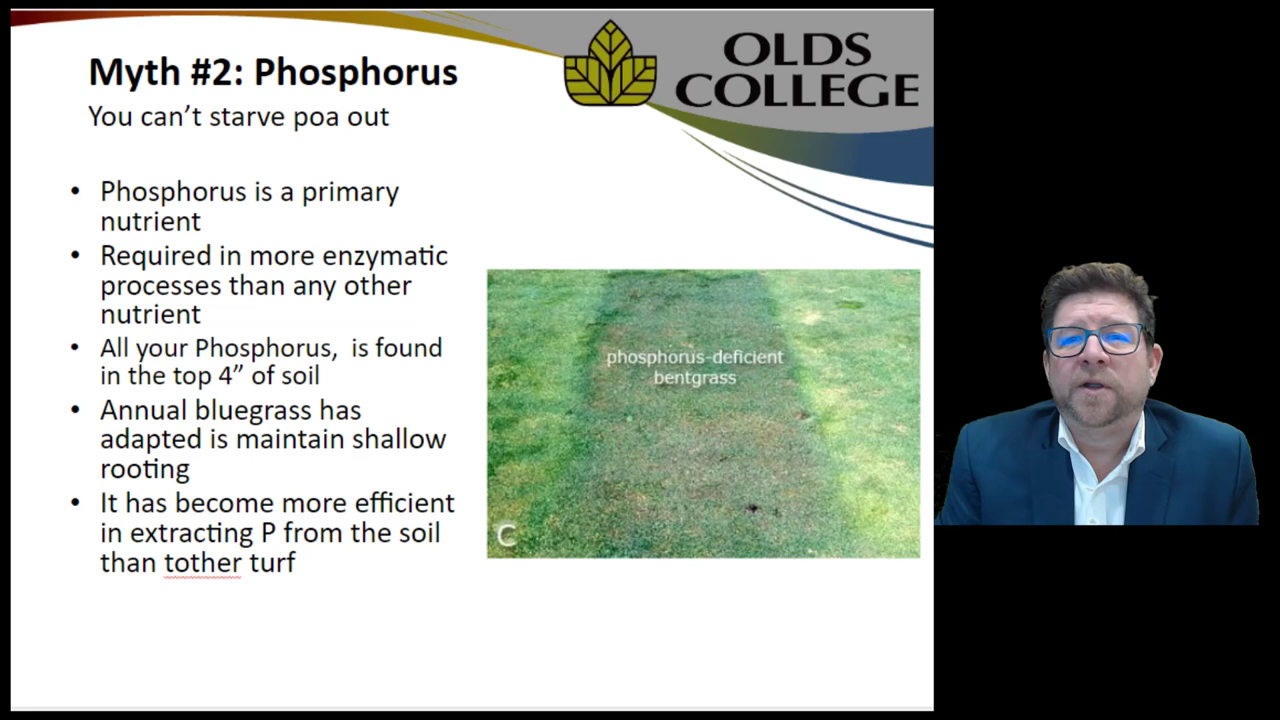 Myth #2: Phosphorus
You can’t starve poa out
OLDS
COLLEGE
• Phosphorus is a primary
nutrient
• Required in more enzymatic
processes than any other
nutrient
• All your Phosphorus, is found
in the top 4” of soil
• Annual bluegrass has
adapted is maintain shallow
rooting
• It has become more efficient
in extracting P from the soil
than tother turf
phosphorus-deficient
bentgrass
C